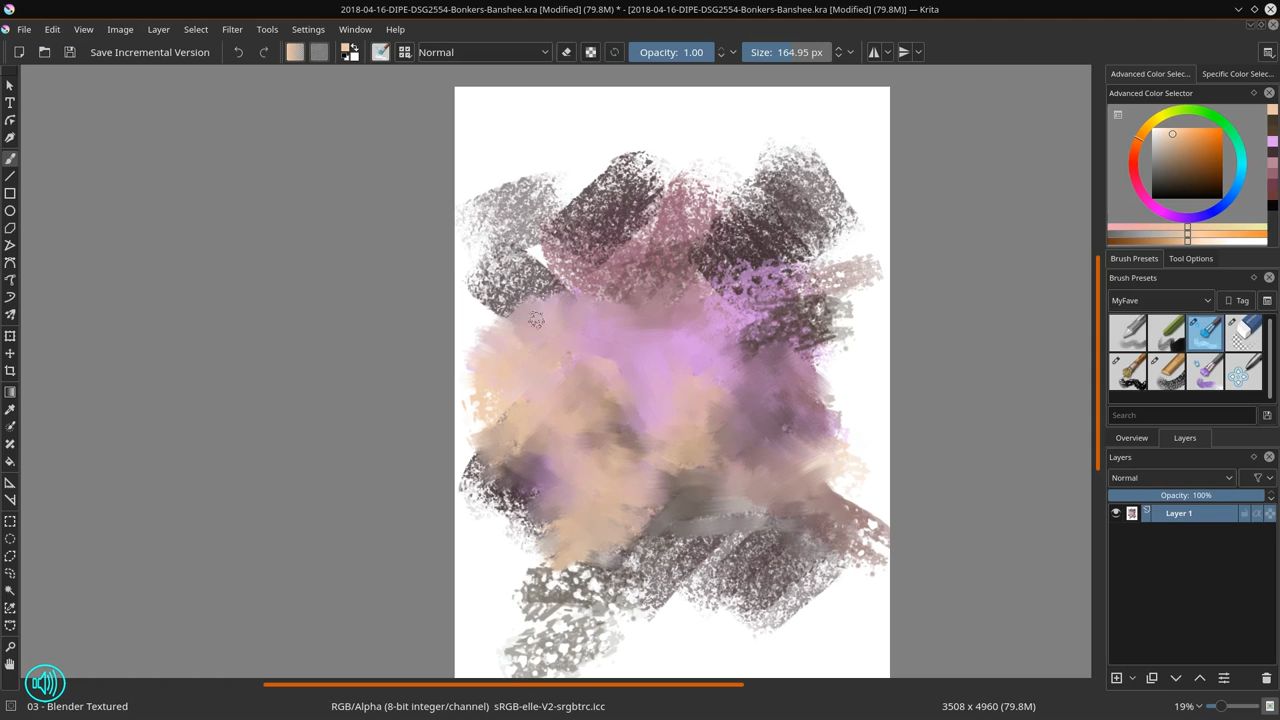 2018-04-16-DIPE-DSG2554-Bonkers-Banshee.kra [Modified] (79.8M) * - [2018-04-16-DIPE-DSG2554-Bonkers-Banshee.kra [Modified] (79.8M)] — Krita
File Edit View Image Layer Select Filter Tools Settings Window Help
Save Incremental Version Normal Opacity: 1.00 Size: 164.95 px
Advanced Color Selec... Specific Color Selec...
Advanced Color Selector
Brush Presets Tool Options
Brush Presets
MyFave Tag
Search
Overview Layers
Layers
Normal
Opacity: 100%
Layer 1
03 - Blender Textured RGB/Alpha (8-bit integer/channel) sRGB-elle-V2-srgbtrc.icc 3508 x 4960 (79.8M) 19%